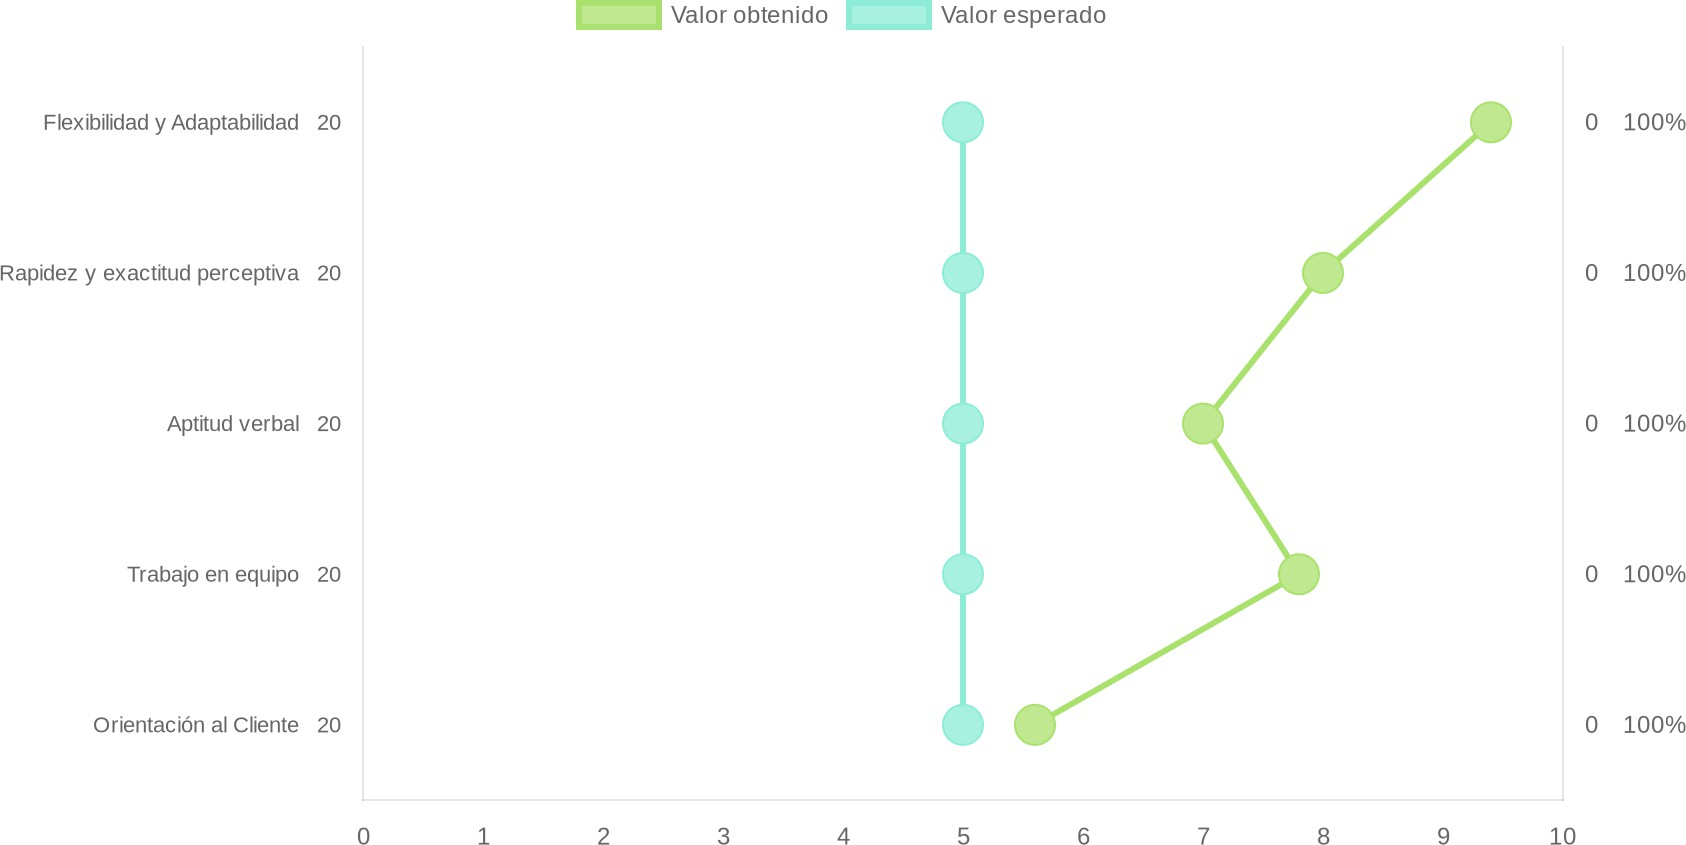 Valor obtenido Valor esperado
Flexibilidad y Adaptabilidad 20 0 100%
Rapidez y exactitud perceptiva 20 0 100%
Aptitud verbal 20 0 100%
Trabajo en equipo 20 0 100%
Orientación al Cliente 20 0 100%
0 1 2 3 4 5 6 7 8 9 10